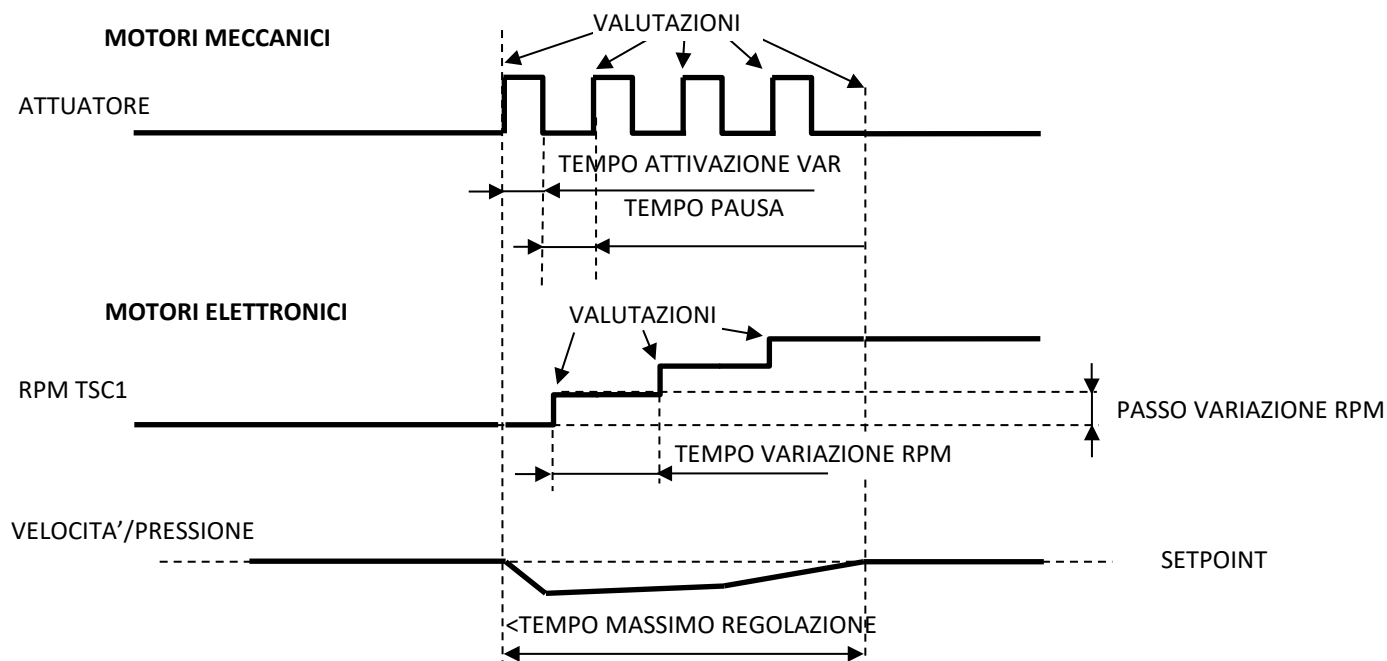 VALUTAZIONI
MOTORI MECCANICI
ATTUATORE
TEMPO ATTIVAZIONE VAR
TEMPO PAUSA
MOTORI ELETTRONICI
VALUTAZIONI
RPM TSC1
PASSO VARIAZIONE RPM
TEMPO VARIAZIONE RPM
VELOCITA’/PRESSIONE
SETPOINT
<TEMPO MASSIMO REGOLAZIONE